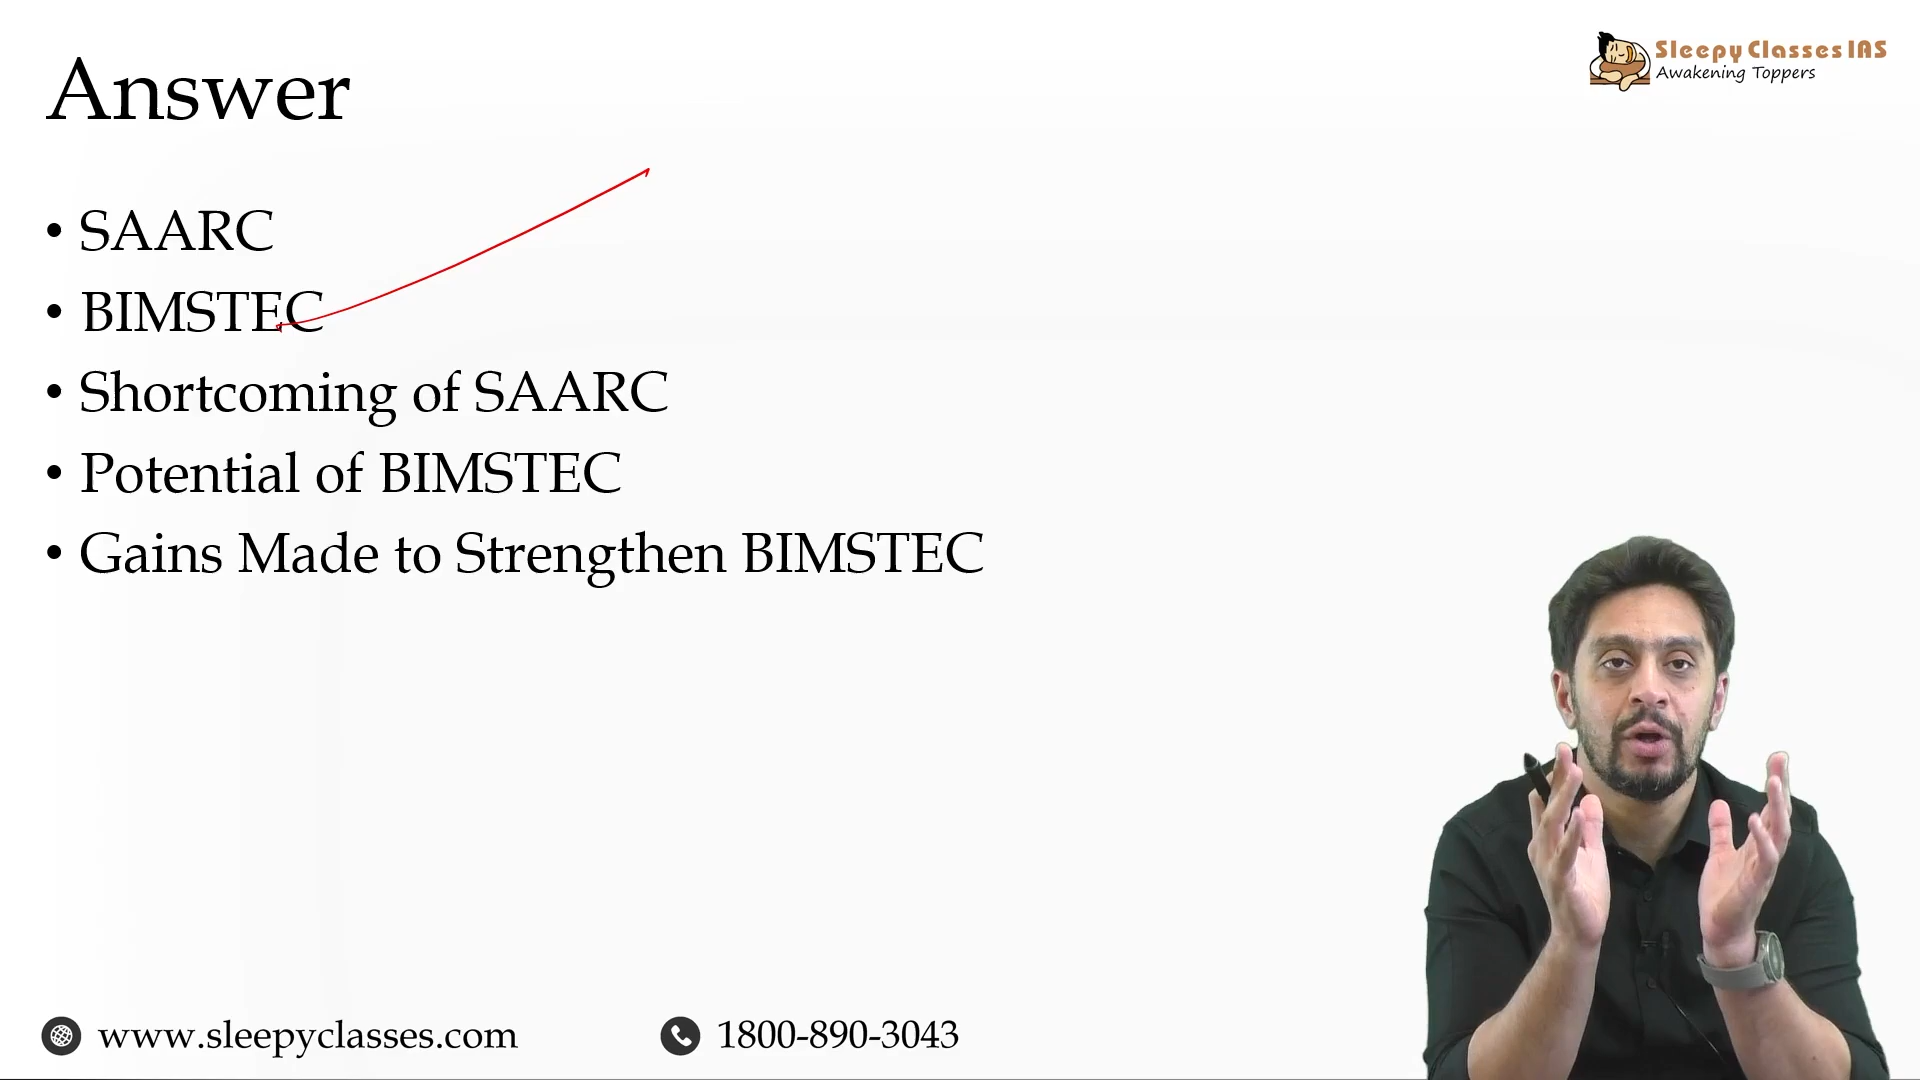 Answer
Sleepy Classes IAS
Awakening Toppers
• SAARC
• BIMSTEC
• Shortcoming of SAARC
• Potential of BIMSTEC
• Gains Made to Strengthen BIMSTEC
www.sleepyclasses.com
1800-890-3043